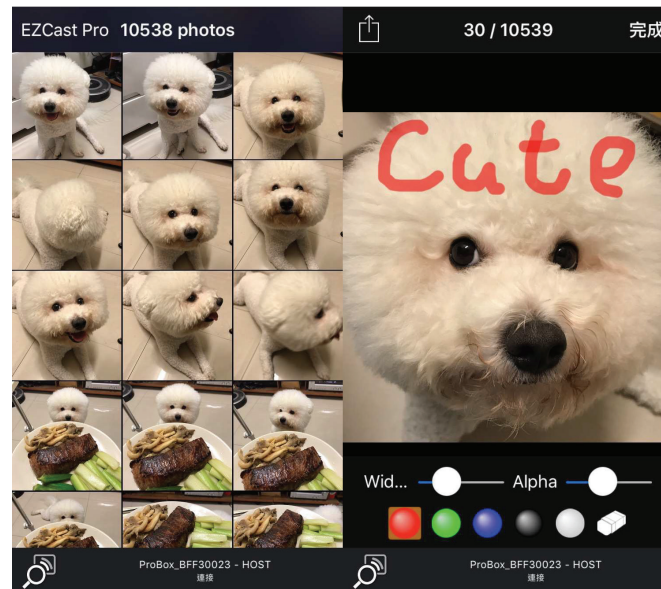 EZCast Pro 10538 photos
30 / 10539 完成
Cute
Wid... Alpha
ProBox_BFF30023 - HOST
連接
ProBox_BFF30023 - HOST
連接